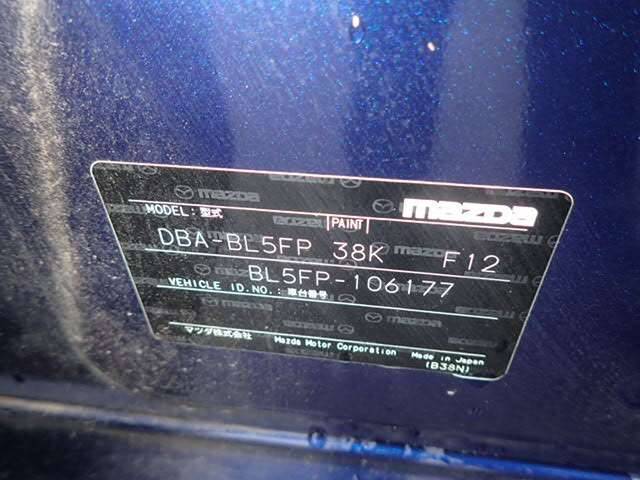 mazda
MODEL: 型式 PAINT
DBA-BL5FP 38K F12
BL5FP-106177
VEHICLE ID.NO.: 車台番号
マツダ株式会社 Mazda Motor Corporation Made in Japan
(B38N)